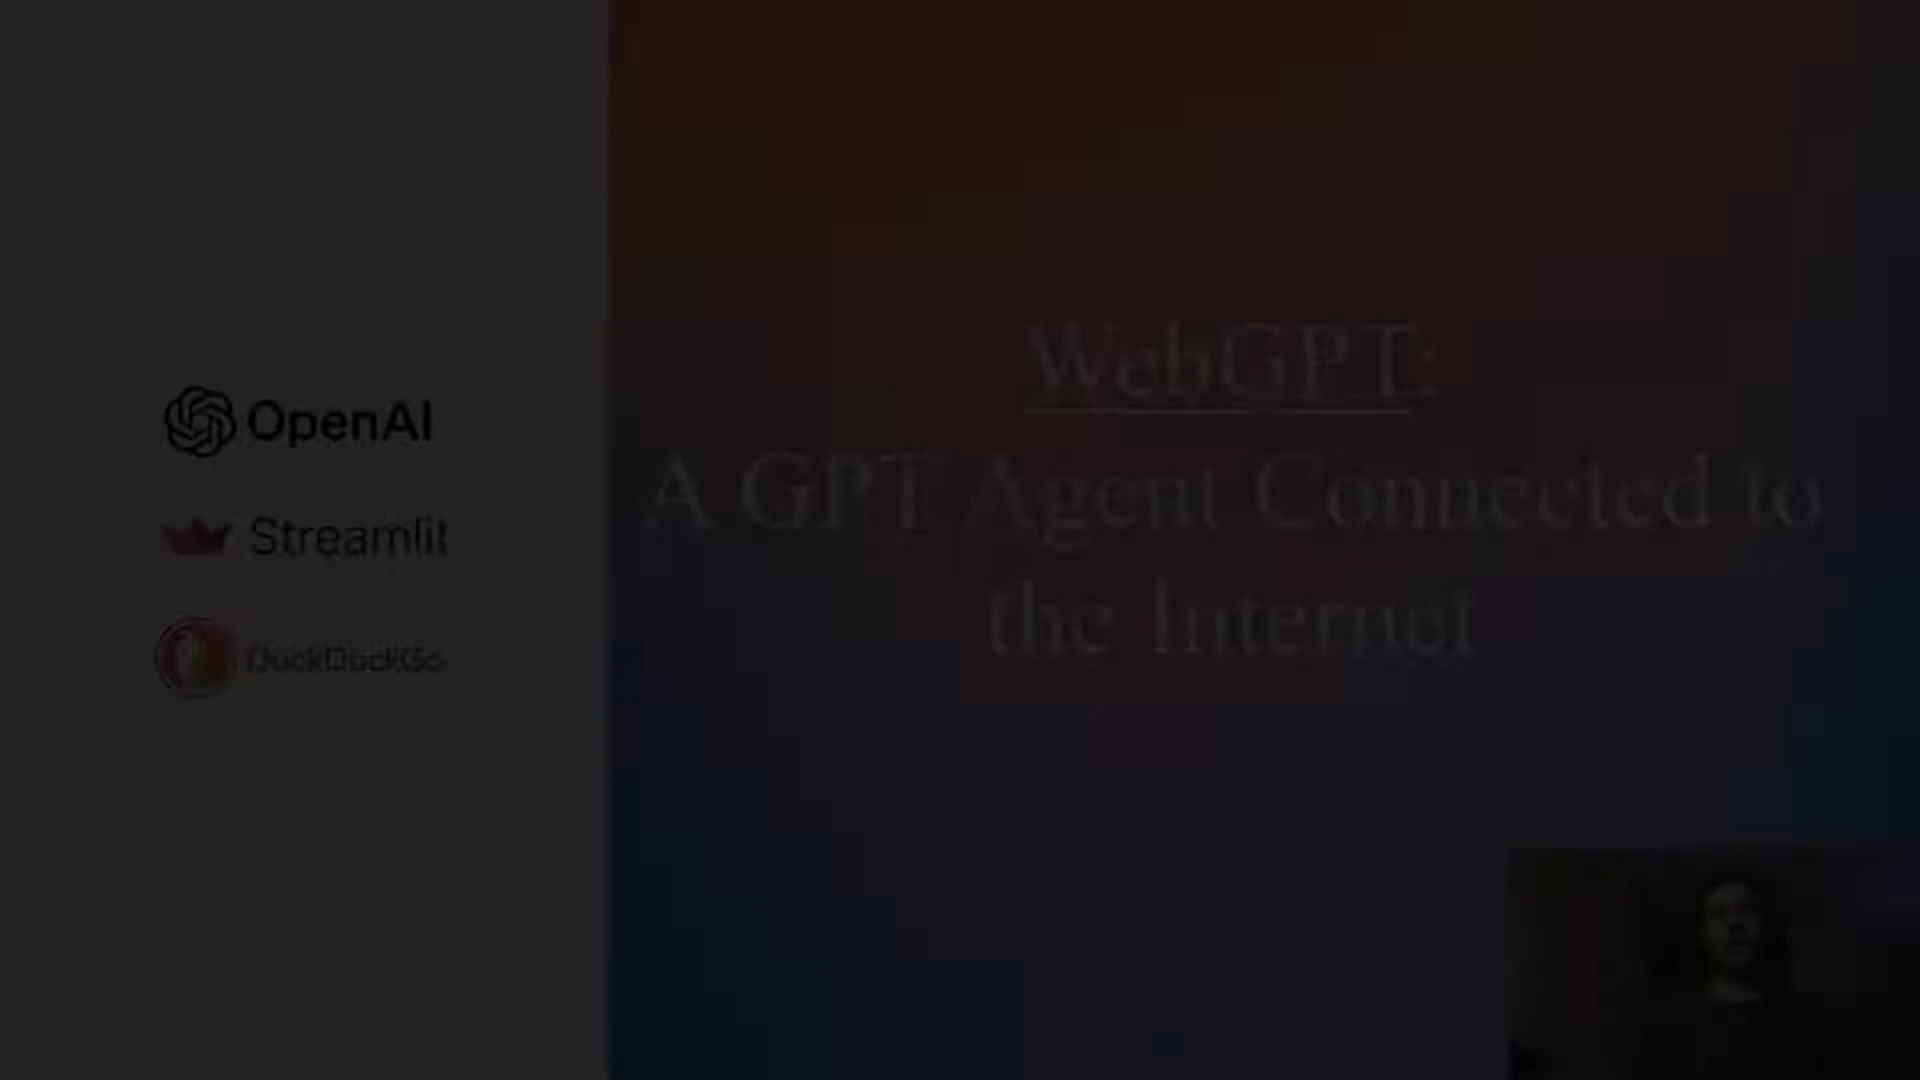 OpenAI
Streamlit
DuckDuckGo
WebGPT:
A GPT Agent Connected to
the Internet